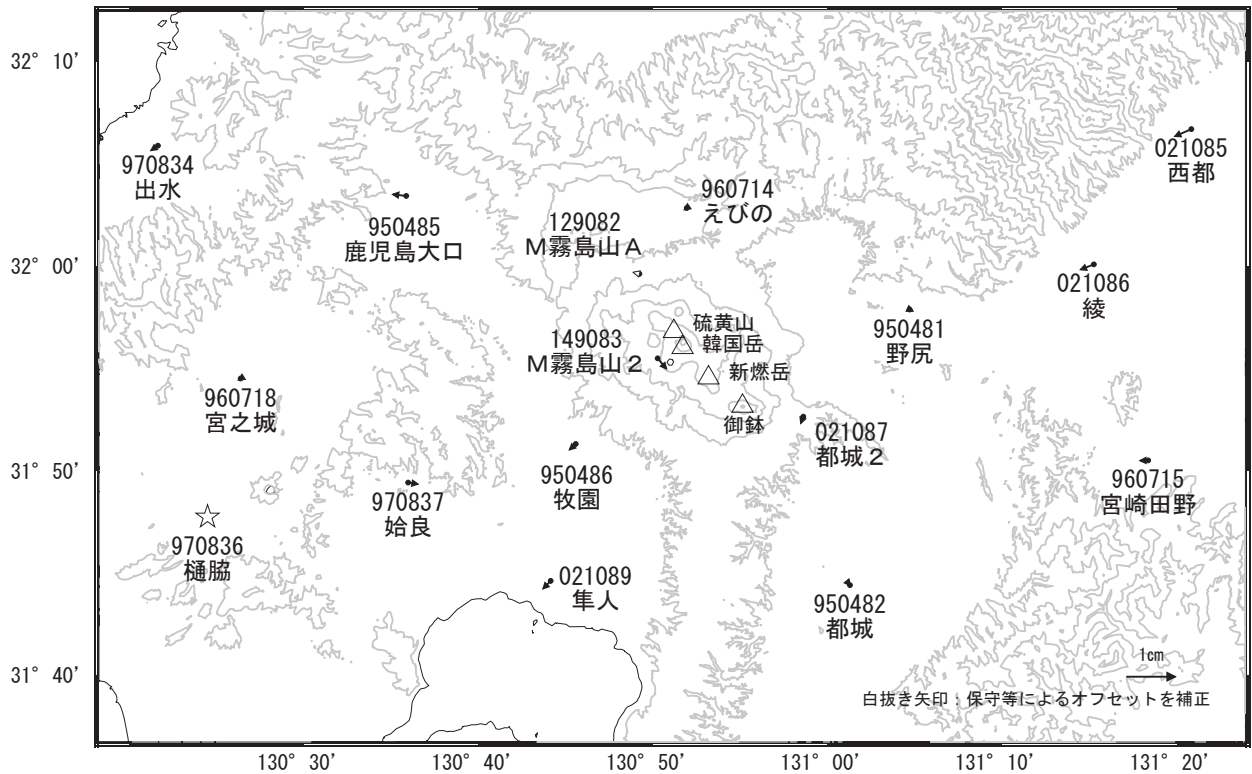 32° 10'
32° 00'
31° 50'
31° 40'
970834
出水
950485
鹿児島大口
129082
M霧島山A
960714
えびの
021085
西都
021086
綾
149083
M霧島山2
硫黄山
韓国岳
新燃岳
御鉢
950481
野尻
960718
宮之城
970837
姶良
950486
牧園
021087
都城2
960715
宮崎田野
970836
樋脇
021089
隼人
950482
都城
1cm
白抜き矢印：保守等によるオフセットを補正
130° 30' 130° 40' 130° 50' 131° 00' 131° 10' 131° 20'